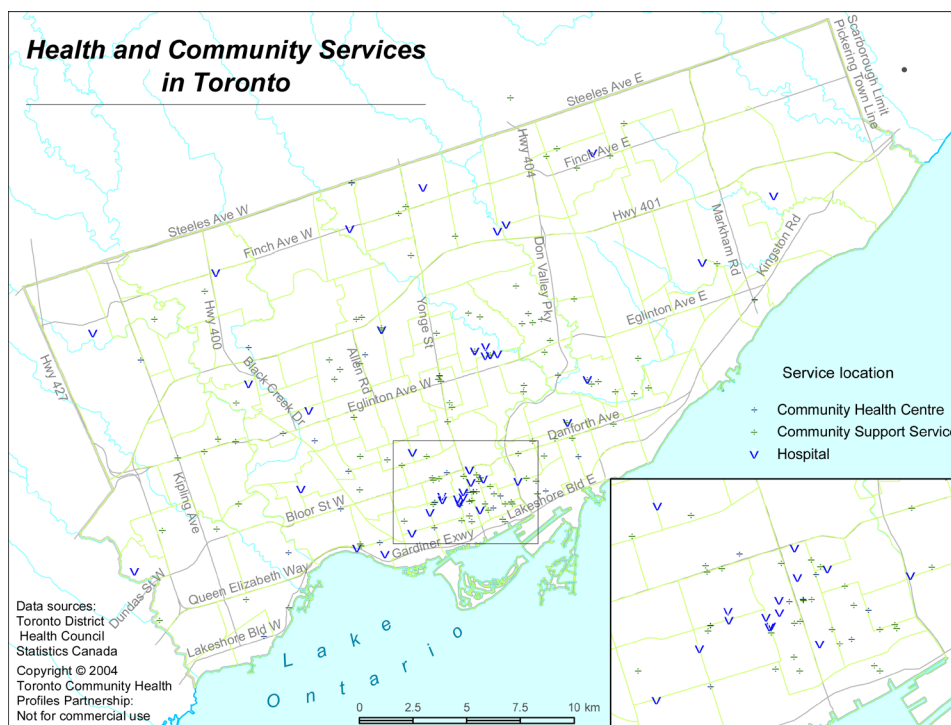 Health and Community Services
in Toronto
Scarborough Limit
Pickering Town Line
Steeles Ave E
Hwy 404
Finch Ave E
Steeles Ave W
Finch Ave W
Hwy 401
Markham Rd
Kingston Rd
Don Valley Pky
Hwy 400
Yonge St
Eglinton Ave E
Hwy 427
Allen Rd
Black Creek Dr
Eglinton Ave W
Danforth Ave
Kipling Ave
Bloor St W
Lakeshore Bld E
Gardiner Exwy
Queen Elizabeth Way
Dundas St W
Lakeshore Bld W
Service location
Community Health Centre
Community Support Service
Hospital
Lake
Ontario
Data sources:
Toronto District
Health Council
Statistics Canada
Copyright © 2004
Toronto Community Health
Profiles Partnership:
Not for commercial use
0 2.5 5 7.5 10 km